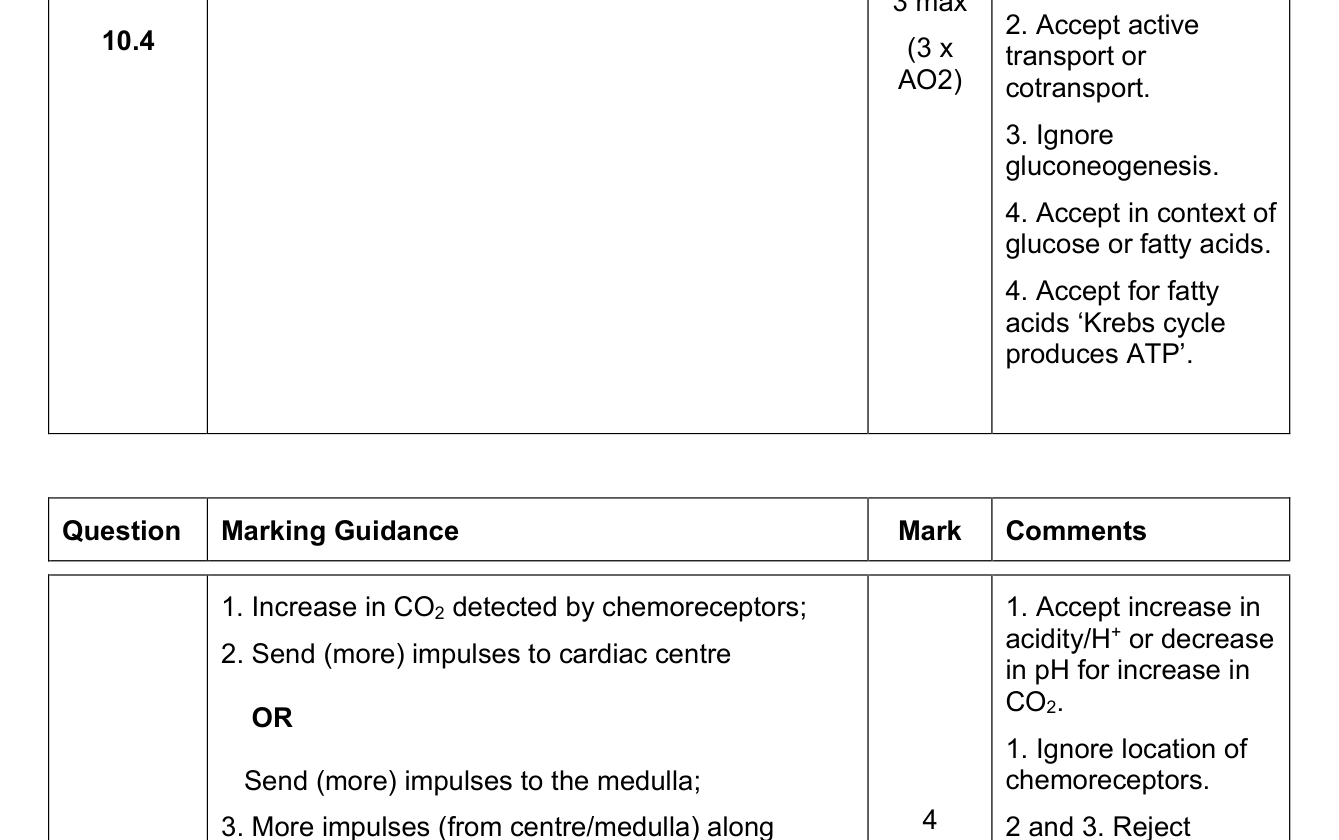 3 max
10.4
(3 x
AO2)
2. Accept active
transport or
cotransport.
3. Ignore
gluconeogenesis.
4. Accept in context of
glucose or fatty acids.
4. Accept for fatty
acids ‘Krebs cycle
produces ATP’.
Question
Marking Guidance
Mark
Comments
1. Increase in CO₂ detected by chemoreceptors;
2. Send (more) impulses to cardiac centre
OR
Send (more) impulses to the medulla;
3. More impulses (from centre/medulla) along
4
1. Accept increase in
acidity/H⁺ or decrease
in pH for increase in
CO₂.
1. Ignore location of
chemoreceptors.
2 and 3. Reject